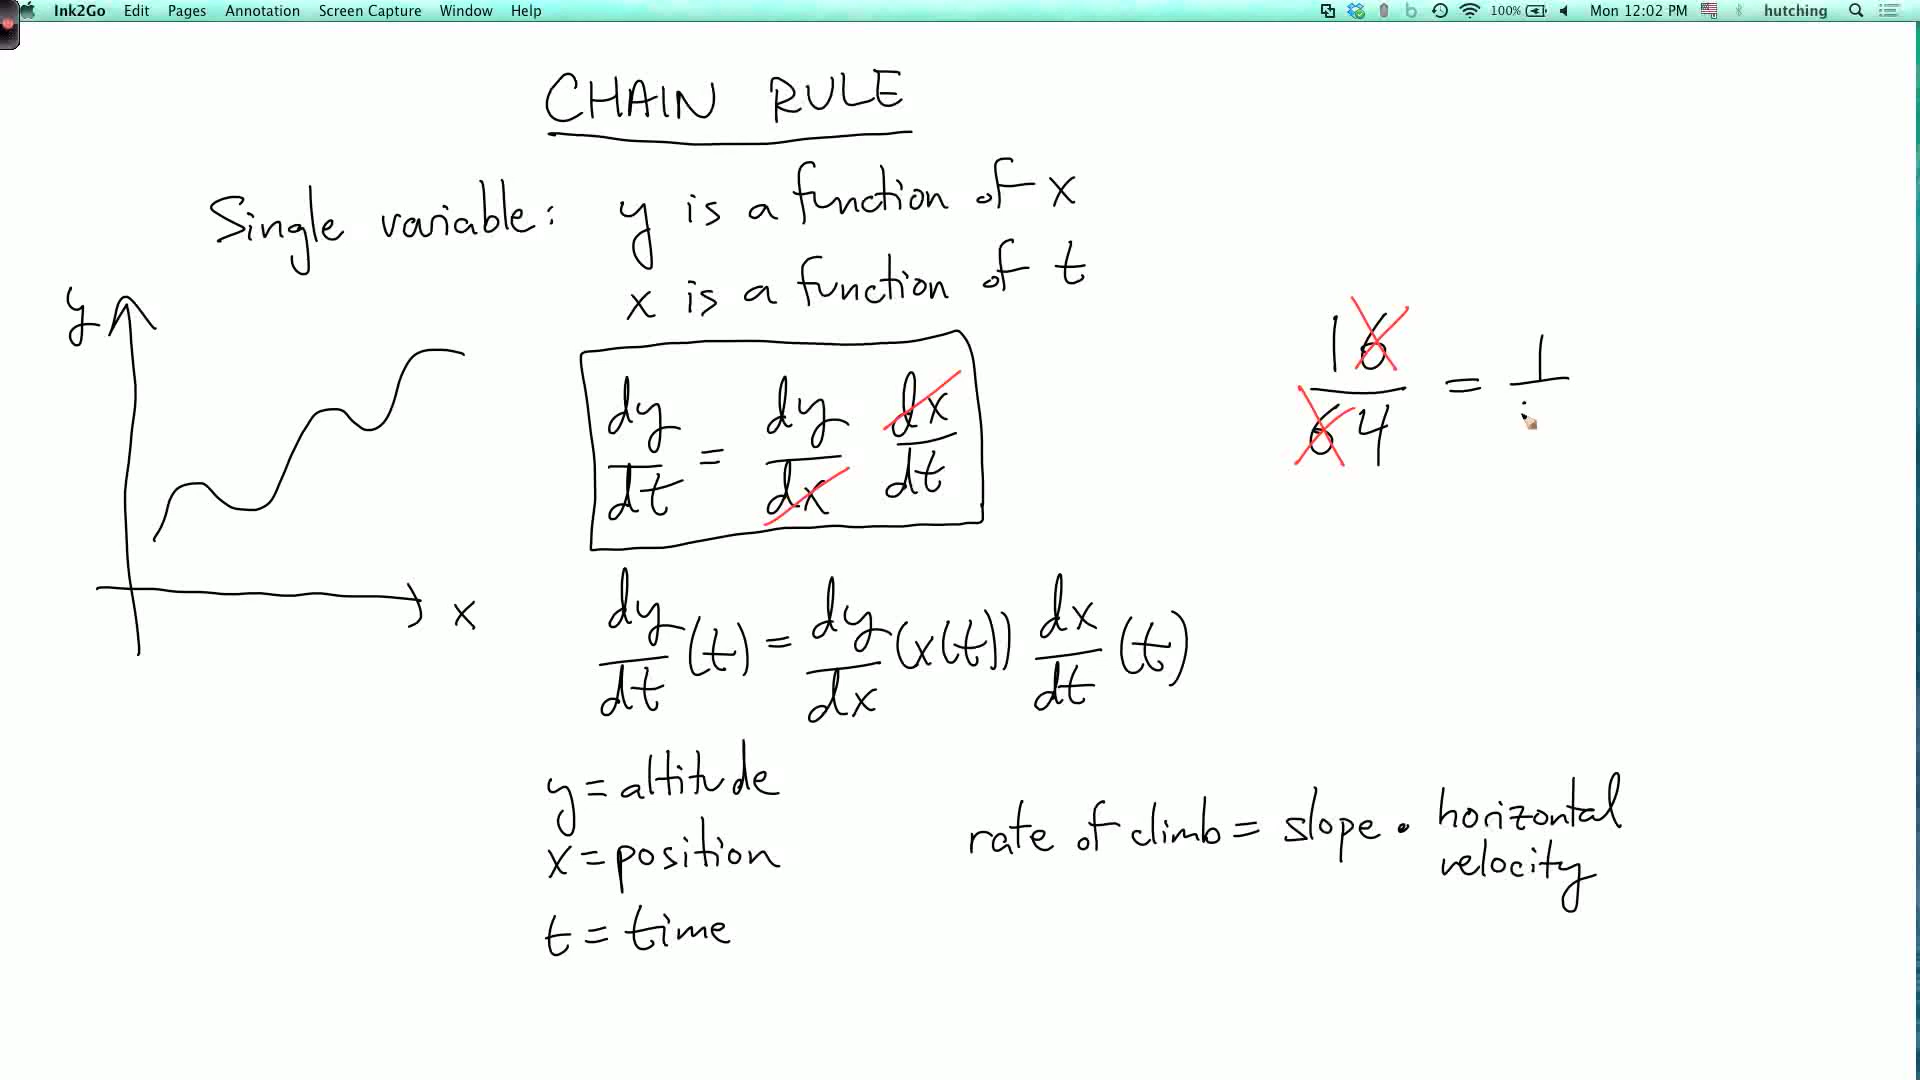 Ink2Go Edit Pages Annotation Screen Capture Window Help 100% Mon 12:02 PM hutching
CHAIN RULE
Single variable: y is a function of x
x is a function of t
y
x
dy/dt = dy/dx dx/dt
16/64 = 1/
dy/dt (t) = dy/dx (x(t)) dx/dt (t)
y = altitude
x = position
t = time
rate of climb = slope • horizontal
velocity